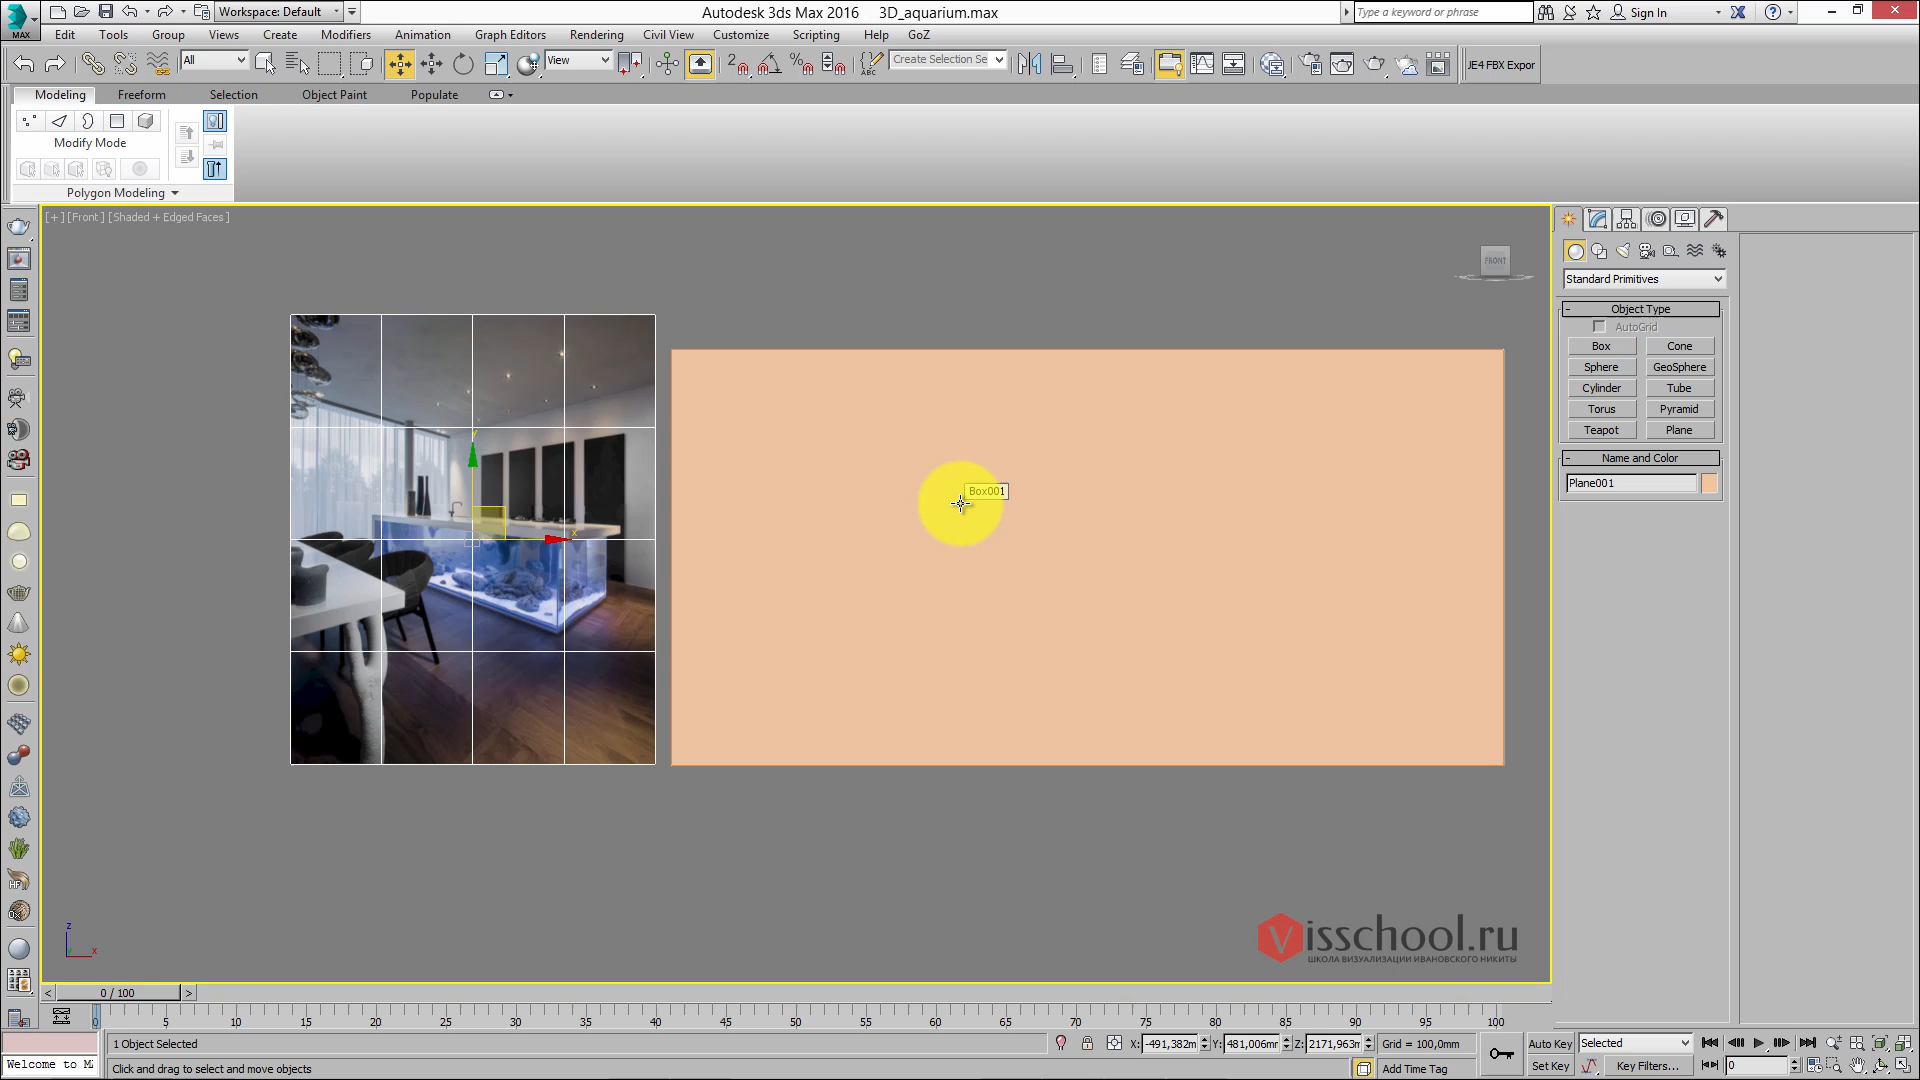 MAX
Workspace: Default
Autodesk 3ds Max 2016    3D_aquarium.max
Type a keyword or phrase
Sign In
Edit Tools Group Views Create Modifiers Animation Graph Editors Rendering Civil View Customize Scripting Help GoZ
All
View
Create Selection Se
JE4 FBX Expor
Modeling Freeform Selection Object Paint Populate
Modify Mode
Polygon Modeling
[+] [Front] [Shaded + Edged Faces]
FRONT
Standard Primitives
- Object Type
AutoGrid
Box Cone
Sphere GeoSphere
Cylinder Tube
Torus Pyramid
Teapot Plane
- Name and Color
Plane001
Box001
y
x
z
x
Visschool.ru
ШКОЛА ВИЗУАЛИЗАЦИИ ИВАНОВСКОГО НИКИТЫ
< 0 / 100 >
0 5 10 15 20 25 30 35 40 45 50 55 60 65 70 75 80 85 90 95 100
1 Object Selected
X: -491,382m Y: 481,006mm Z: 2171,963m
Grid = 100,0mm
Auto Key
Selected
Welcome to M
Click and drag to select and move objects
Add Time Tag
Set Key
Key Filters...
0